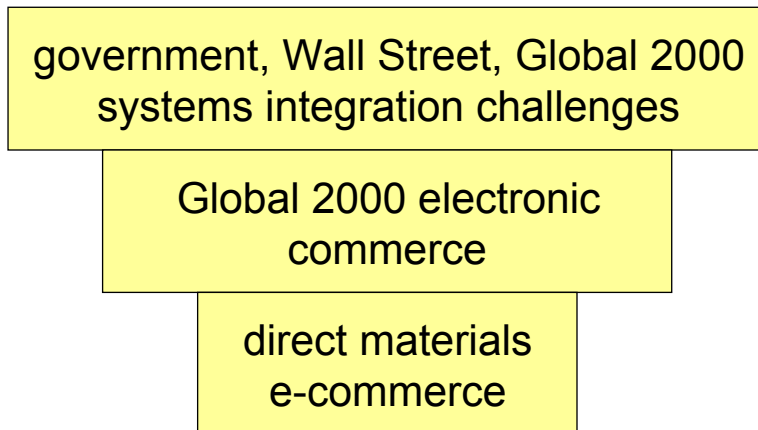 government, Wall Street, Global 2000
systems integration challenges
Global 2000 electronic
commerce
direct materials
e-commerce